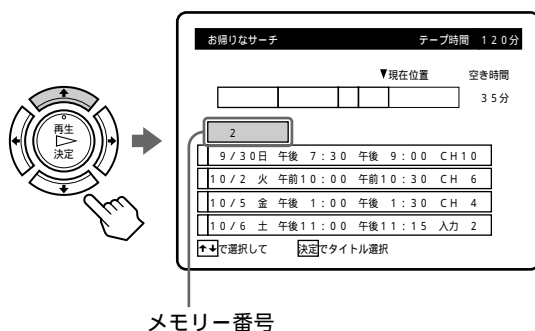 お帰りなサーチ テープ時間 120分
▼現在位置 空き時間
35分
再生
決定
2
9/30日 午後 7:30 午後 9:00 CH10
10/2 火 午前10:00 午前10:30 CH 6
10/5 金 午後 1:00 午後 1:30 CH 4
10/6 土 午後11:00 午後11:15 入力 2
↑↓で選択して 決定でタイトル選択
メモリー番号